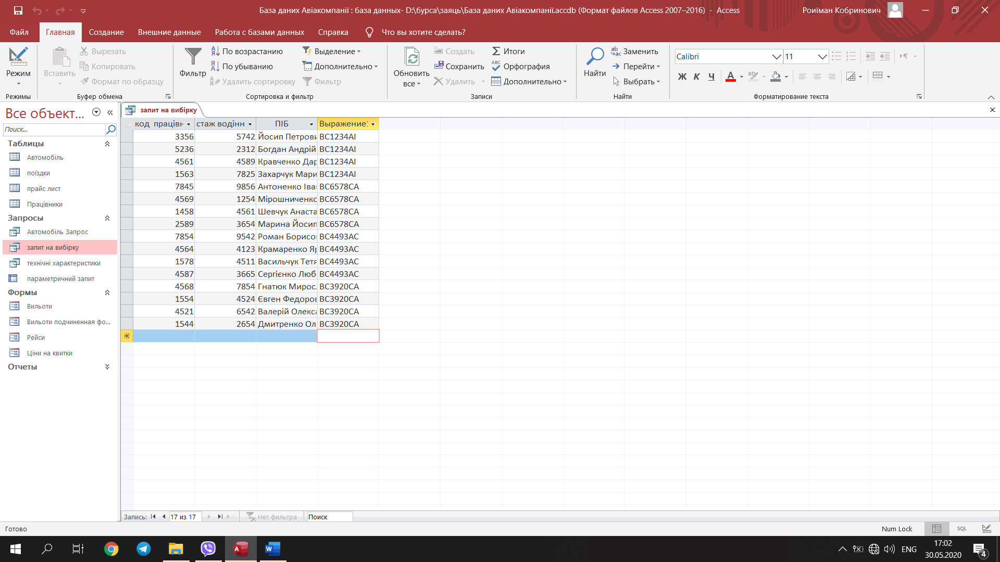 База даних Авіакомпанії : база данных- D:\бурса\заяць\База даних Авіакомпанії.accdb (Формат файлов Access 2007–2016) - Access
Роиїман Кобринович
Файл Главная Создание Внешние данные Работа с базами данных Справка Что вы хотите сделать?
Режим
Режимы
Вставить
Вырезать
Копировать
Формат по образцу
Буфер обмена
Фильтр
По возрастанию
По убыванию
Удалить сортировку
Выделение
Дополнительно
Фильтр
Сортировка и фильтр
Обновить все
Создать
Сохранить
Удалить
Итоги
Орфография
Дополнительно
Записи
Найти
Заменить
Перейти
Выбрать
Найти
Calibri 11
Ж К Ч
Форматирование текста
Все объект...
Поиск...
Таблицы
Автомобіль
поїздки
прайс лист
Працівники
Запросы
Автомобіль Запрос
запит на вибірку
технічні характеристики
параметричний запит
Формы
Вильоти
Вильоти подчиненная фо...
Рейси
Ціни на квитки
Отчеты
запит на вибірку
код працівн стаж водінн ПІБ Выражение:
3356 5742 Йосип Петрови BC1234AI
5236 2312 Богдан Андрій BC1234AI
4561 4589 Кравченко Дар BC1234AI
1563 7825 Захарчук Мари BC1234AI
7845 9856 Антоненко Іва BC6578CA
4569 1254 Мірошниченко BC6578CA
1458 4561 Шевчук Анаста BC6578CA
2589 3654 Марина Йосип BC6578CA
7854 9542 Роман Борисо BC4493AC
4564 4123 Крамаренко Яр BC4493AC
1578 4511 Васильчук Тетя BC4493AC
4587 3665 Сергієнко Люб BC4493AC
4568 7854 Гнатюк Миросл BC3920CA
1554 4524 Євген Федоров BC3920CA
4521 6542 Валерій Олекса BC3920CA
1544 2654 Дмитренко Ол BC3920CA
Запись: 17 из 17 Нет фильтра Поиск
Готово
Num Lock
SQL
ENG
17:02
30.05.2020
4